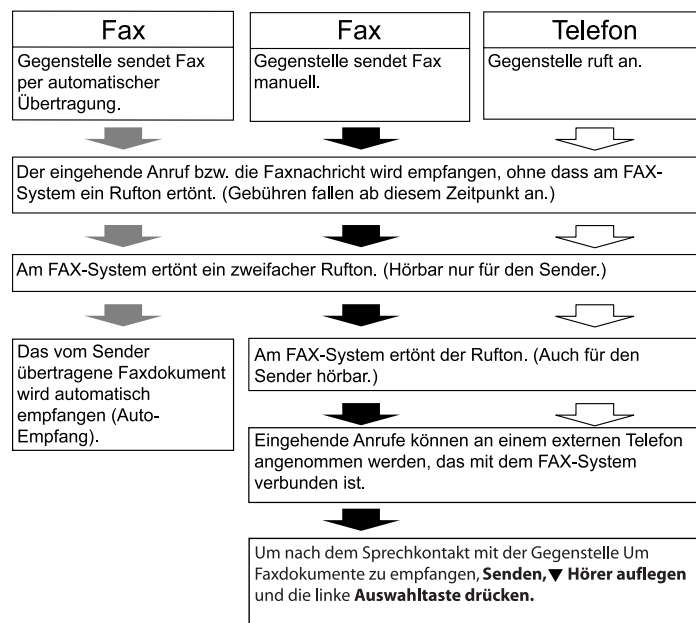 Fax
Gegenstelle sendet Fax
per automatischer
Übertragung.
Fax
Gegenstelle sendet Fax
manuell.
Telefon
Gegenstelle ruft an.
Der eingehende Anruf bzw. die Faxnachricht wird empfangen, ohne dass am FAX-
System ein Rufton ertönt. (Gebühren fallen ab diesem Zeitpunkt an.)
Am FAX-System ertönt ein zweifacher Rufton. (Hörbar nur für den Sender.)
Das vom Sender
übertragene Faxdokument
wird automatisch
empfangen (Auto-
Empfang).
Am FAX-System ertönt der Rufton. (Auch für den
Sender hörbar.)
Eingehende Anrufe können an einem externen Telefon
angenommen werden, das mit dem FAX-System
verbunden ist.
Um nach dem Sprechkontakt mit der Gegenstelle Um
Faxdokumente zu empfangen, Senden, ▼ Hörer auflegen
und die linke Auswahltaste drücken.